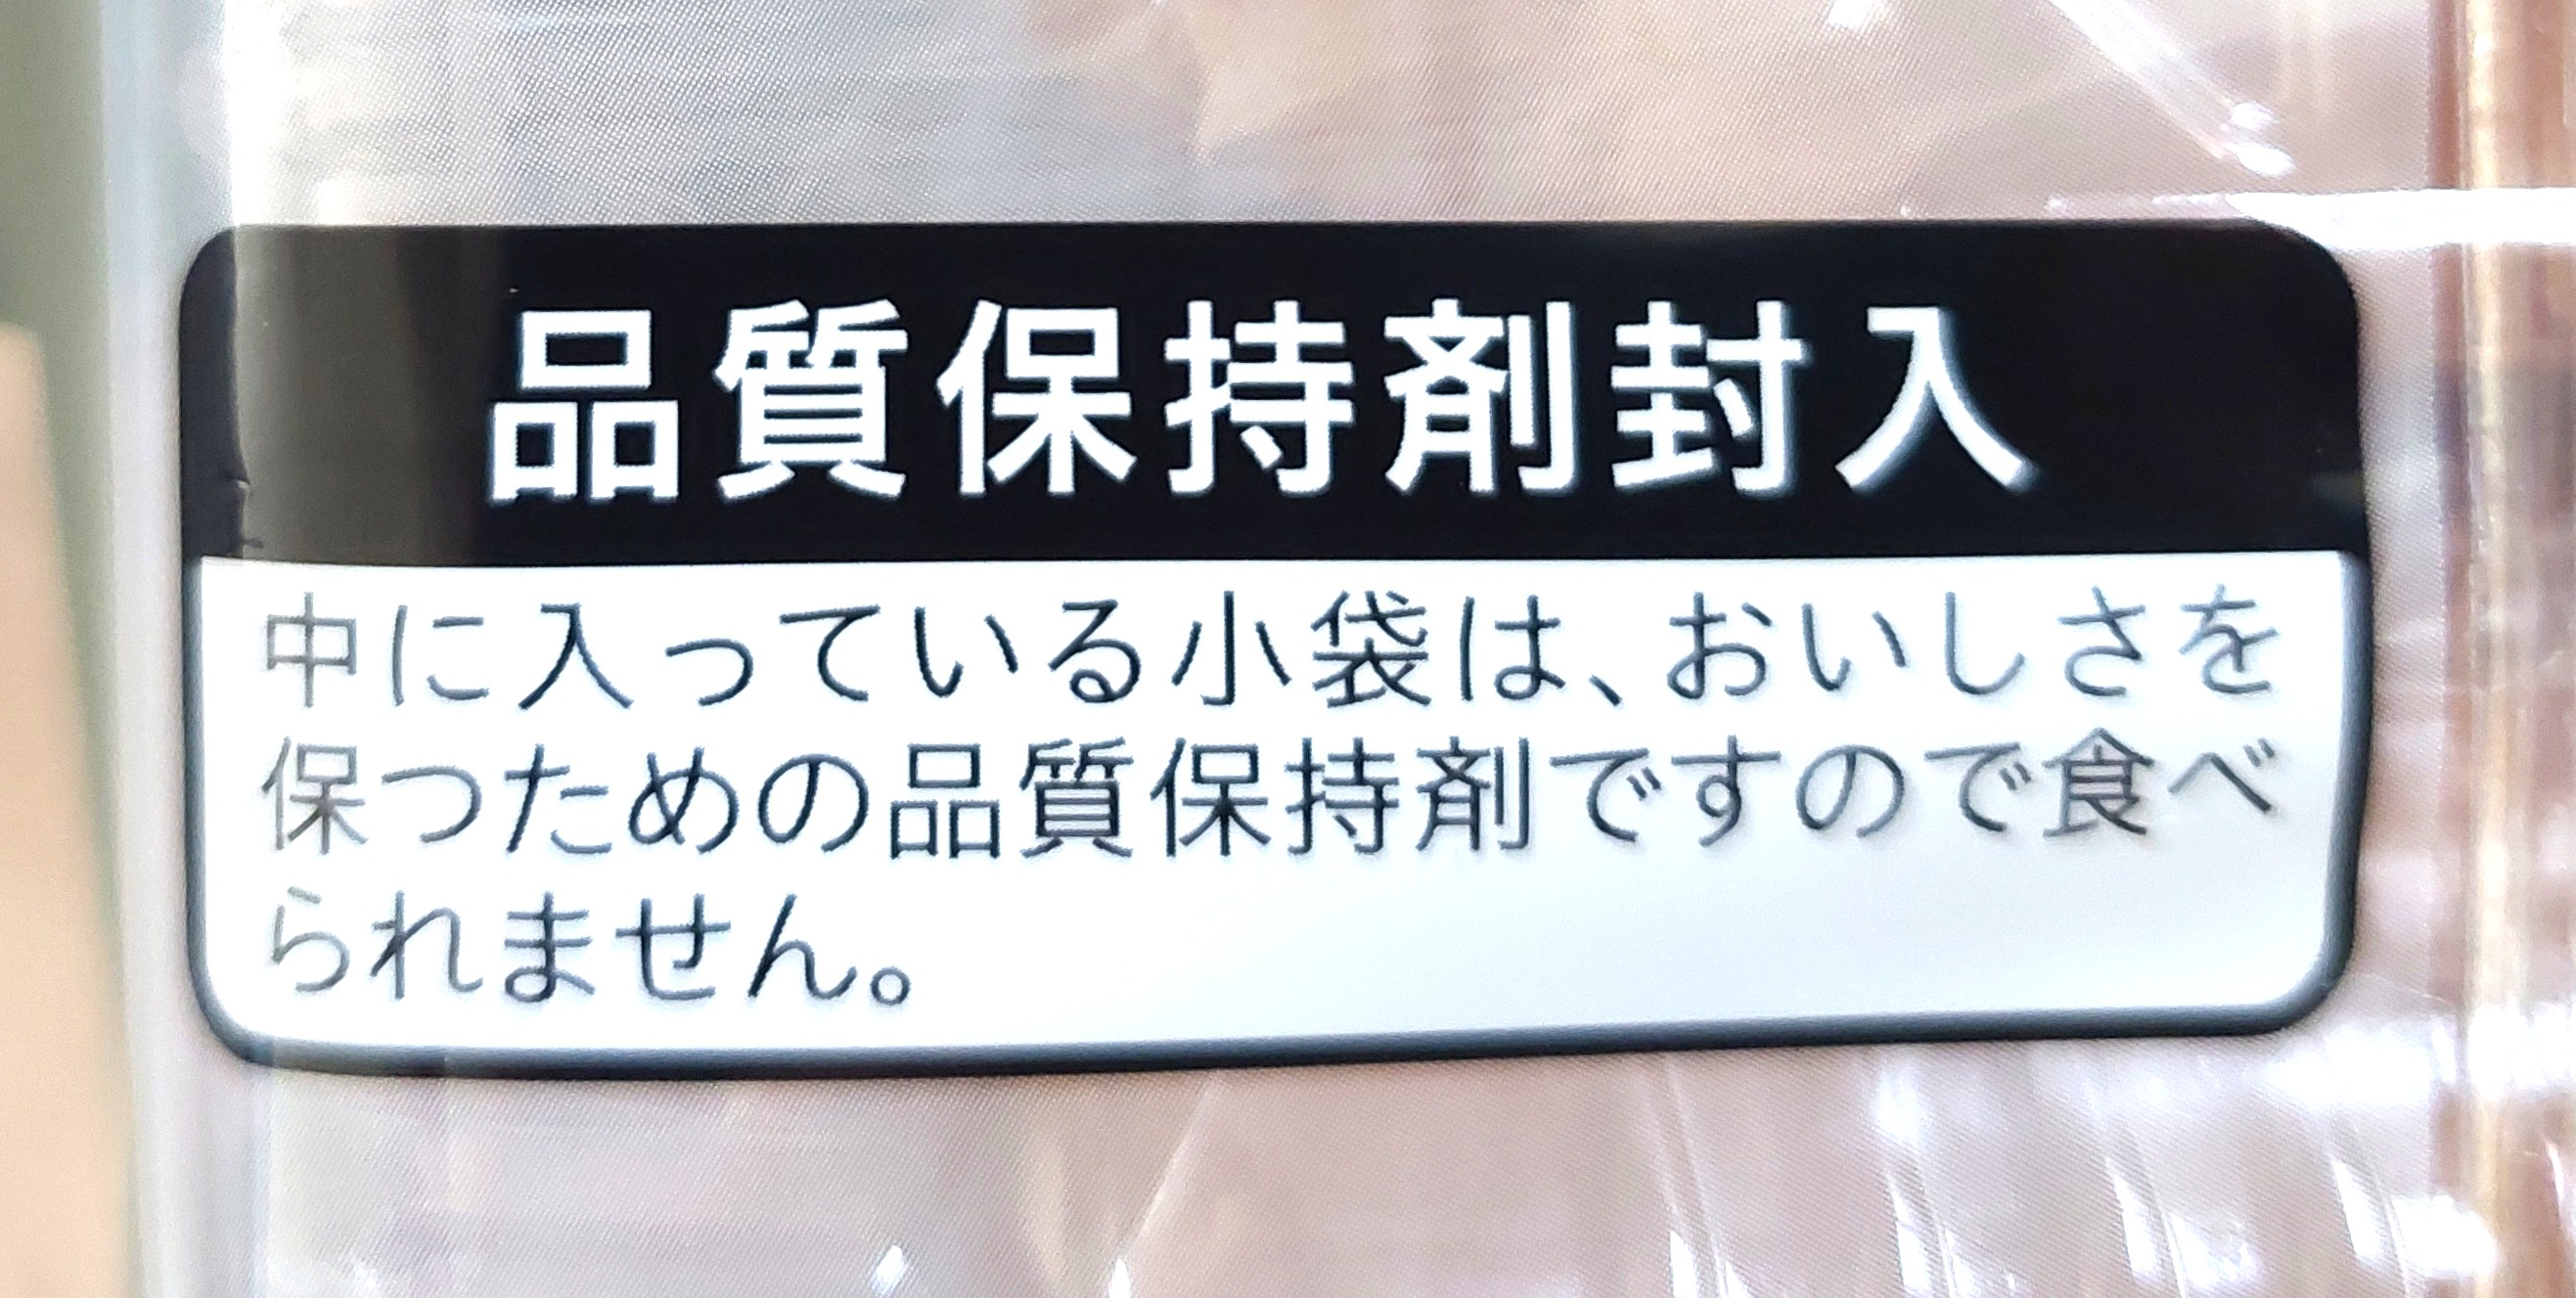 品質保持剤封入
中に入っている小袋は、おいしさを
保つための品質保持剤ですので食べ
られません。